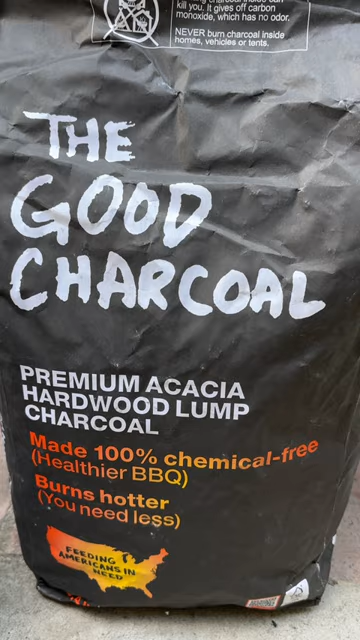 kill you. It gives off carbon
monoxide, which has no odor.
NEVER burn charcoal inside
homes, vehicles or tents.
THE
GOOD
CHARCOAL
PREMIUM ACACIA
HARDWOOD LUMP
CHARCOAL
Made 100% chemical-free
(Healthier BBQ)
Burns hotter
(You need less)
FEEDING
AMERICANS IN
NEED